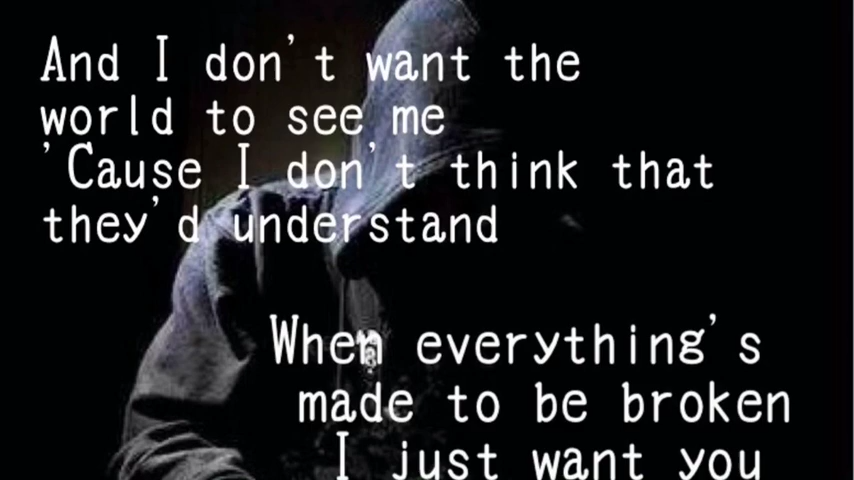 And I don't want the
world to see me
'Cause I don't think that
they'd understand
When everything's
made to be broken
I just want you